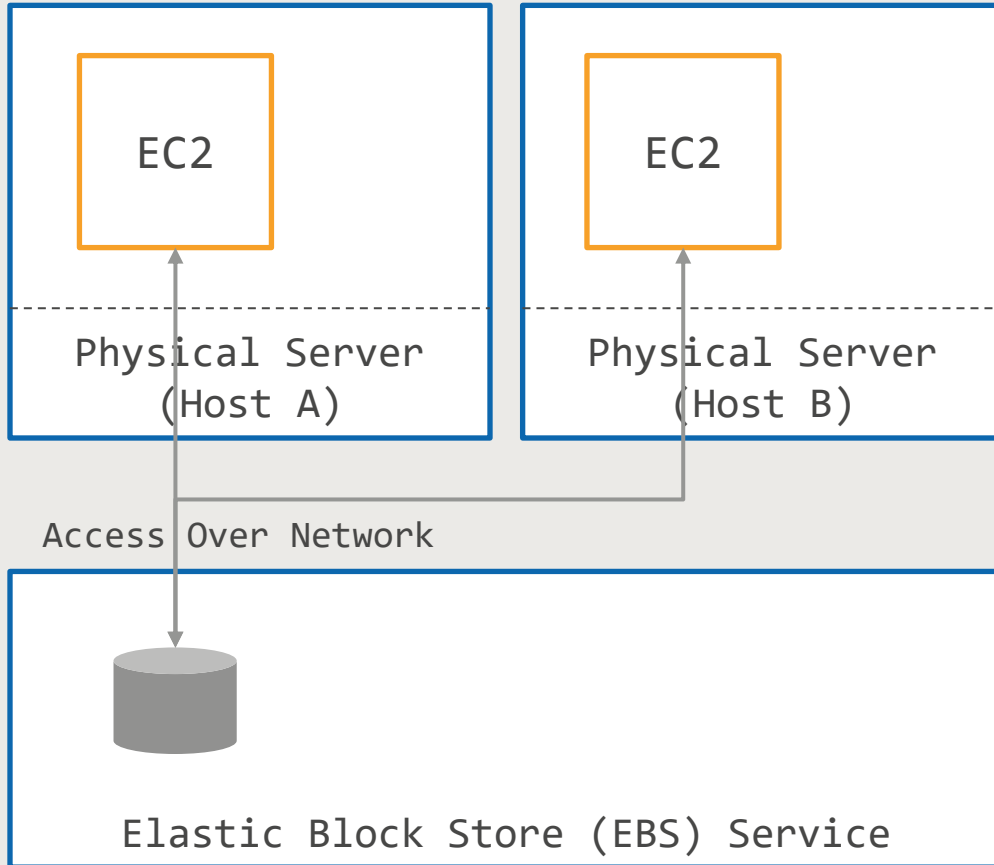 EC2
EC2
Physical Server
(Host A)
Physical Server
(Host B)
Access Over Network
Elastic Block Store (EBS) Service